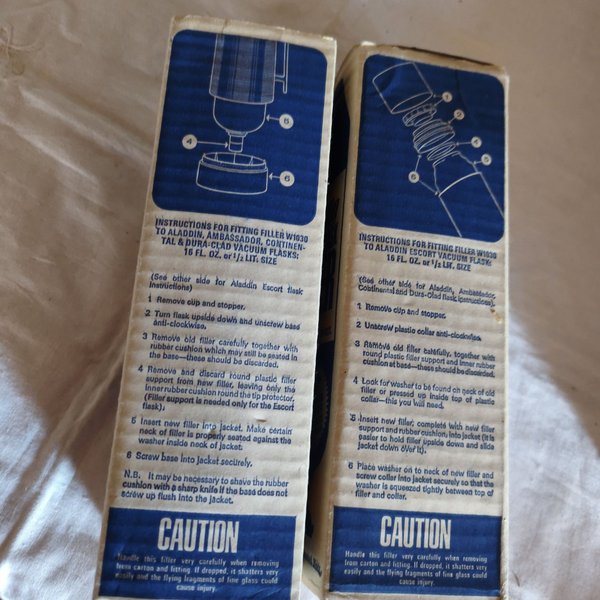 5
4
6
INSTRUCTIONS FOR FITTING FILLER W1030
TO ALADDIN, AMBASSADOR, CONTINEN-
TAL & DURA-CLAD VACUUM FLASKS:
16 FL. OZ. or ½ LIT. SIZE
(See other side for Aladdin Escort flask
instructions)
1 Remove cup and stopper.
2 Turn flask upside down and unscrew base
anti-clockwise.
3 Remove old filler carefully together with
rubber cushion which may still be seated in
the base—these should be discarded.
4 Remove and discard round plastic filler
support from new filler, leaving only the
inner rubber cushion round the tip protector.
(Filler support is needed only for the Escort
flask).
5 Insert new filler into jacket. Make certain
neck of filler is properly seated against the
washer inside neck of jacket.
6 Screw base into jacket securely.
N.B. It may be necessary to shave the rubber
cushion with a sharp knife if the base does not
screw up flush into the jacket.
CAUTION
Handle this filler very carefully when removing
from carton and fitting. If dropped, it shatters very
easily and the flying fragments of fine glass could
cause injury.
1
2
4
5
6
INSTRUCTIONS FOR FITTING FILLER W1030
TO ALADDIN ESCORT VACUUM FLASK:
16 FL. OZ. or ½ LIT. SIZE
(See other side for Aladdin, Ambassador,
Continental and Dura-Clad flask instructions).
1 Remove cup and stopper.
2 Unscrew plastic collar anti-clockwise.
3 Remove old filler carefully, together with
round plastic filler support and inner rubber
cushion at base—these should be discarded.
4 Look for washer to be found on neck of old
filler or pressed up inside top of plastic
collar—this you will need.
5 Insert new filler, complete with new filler
support and rubber cushion, into jacket (it is
easier to hold filler upside down and slide
jacket down over it).
6 Place washer on to neck of new filler and
screw collar into jacket securely so that the
washer is squeezed tightly between top of
filler and collar.
CAUTION
Handle this filler very carefully when removing
from carton and fitting. If dropped, it shatters very
easily and the flying fragments of fine glass could
cause injury.